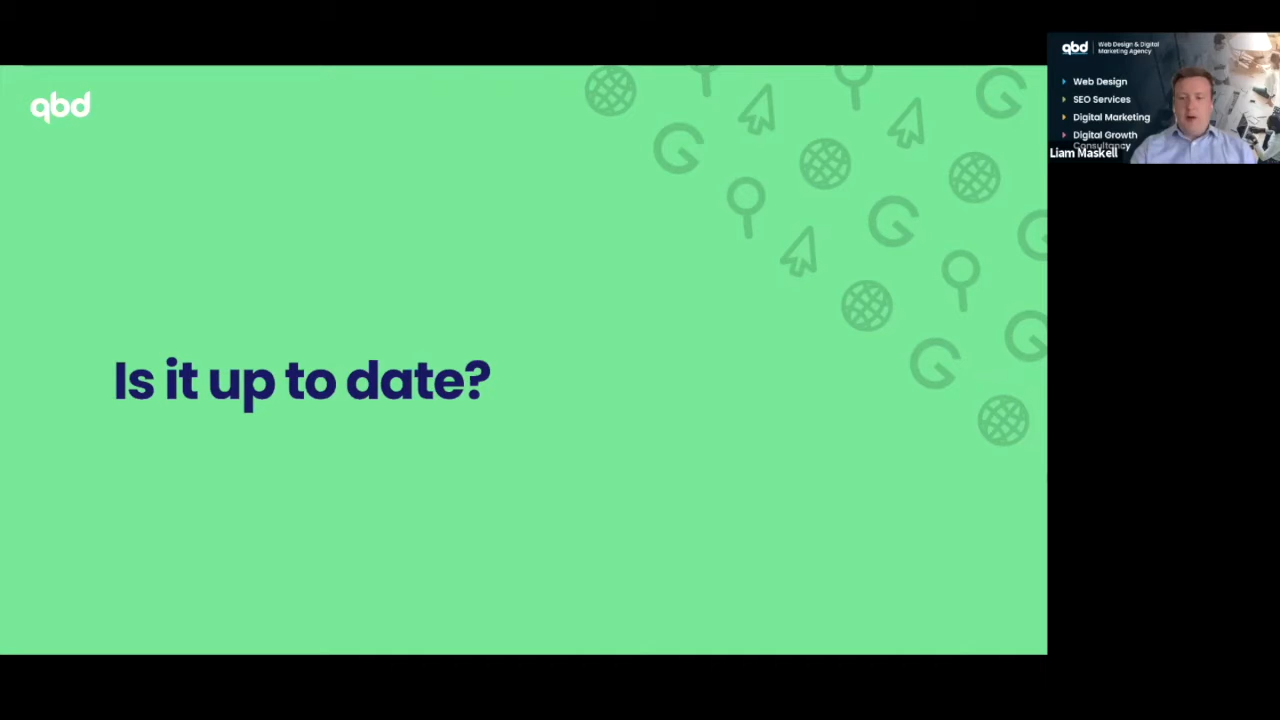 qbd
Is it up to date?
qbd
Web Design & Digital
Marketing Agency
Web Design
SEO Services
Digital Marketing
Digital Growth
Consultancy
Liam Maskell